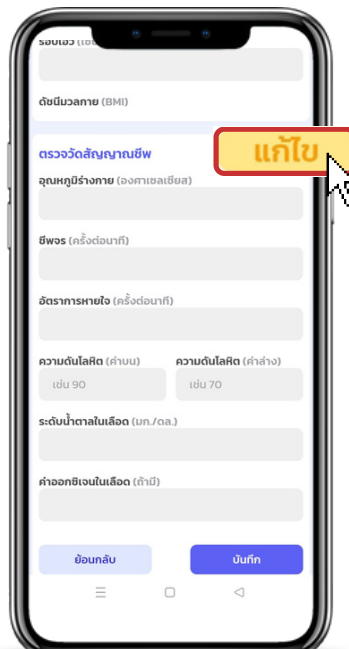 รอบเอว
ดัชนีมวลกาย (BMI)
ตรวจวัดสัญญาณชีพ
แก้ไข
อุณหภูมิร่างกาย (องศาเซลเซียส)
ชีพจร (ครั้งต่อนาที)
อัตราการหายใจ (ครั้งต่อนาที)
ความดันโลหิต (ค่าบน) ความดันโลหิต (ค่าล่าง)
เช่น 90 เช่น 70
ระดับน้ำตาลในเลือด (มก./ดล.)
ค่าออกซิเจนในเลือด (ถ้ามี)
ย้อนกลับ บันทึก